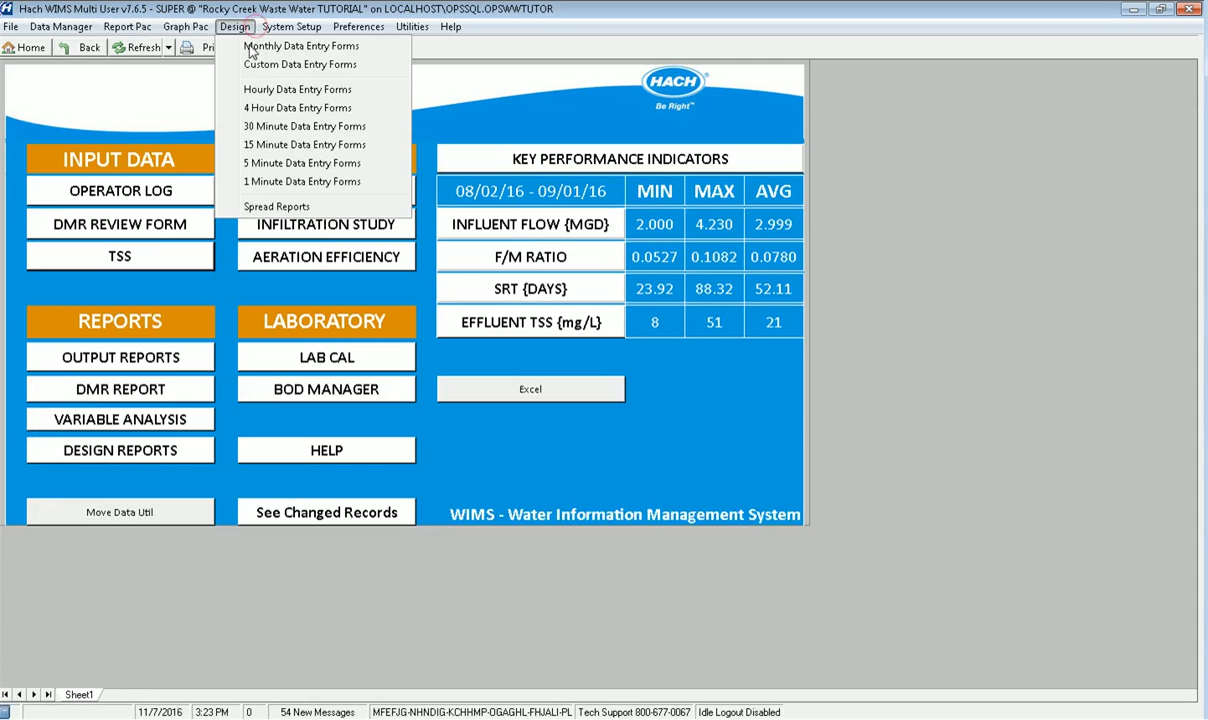 Hach WIMS Multi User v7.6.5 - SUPER @ "Rocky Creek Waste Water TUTORIAL" on LOCALHOST\OPSSQL.OPSWWTUTOR
File Data Manager Report Pac Graph Pac Design System Setup Preferences Utilities Help
Home Back Refresh Pri
Monthly Data Entry Forms
Custom Data Entry Forms
Hourly Data Entry Forms
4 Hour Data Entry Forms
30 Minute Data Entry Forms
15 Minute Data Entry Forms
5 Minute Data Entry Forms
1 Minute Data Entry Forms
Spread Reports
HACH
Be Right™
INPUT DATA
OPERATOR LOG
DMR REVIEW FORM
TSS
INFILTRATION STUDY
AERATION EFFICIENCY
KEY PERFORMANCE INDICATORS
08/02/16 - 09/01/16 MIN MAX AVG
INFLUENT FLOW {MGD} 2.000 4.230 2.999
F/M RATIO 0.0527 0.1082 0.0780
SRT {DAYS} 23.92 88.32 52.11
EFFLUENT TSS {mg/L} 8 51 21
REPORTS
OUTPUT REPORTS
DMR REPORT
VARIABLE ANALYSIS
DESIGN REPORTS
LABORATORY
LAB CAL
BOD MANAGER
HELP
Excel
Move Data Util
See Changed Records
WIMS - Water Information Management System
Sheet1
11/7/2016 3:23 PM 0 54 New Messages MFEFJG-NHNDIG-KCHHMP-OGAGHL-FHJALI-PL Tech Support 800-677-0067 Idle Logout Disabled